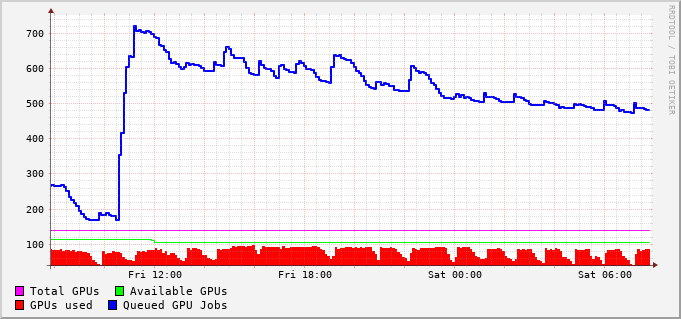 RRDTOOL / TOBI OETIKER
700
600
500
400
300
200
100
Fri 12:00 Fri 18:00 Sat 00:00 Sat 06:00
Total GPUs Available GPUs
GPUs used Queued GPU Jobs